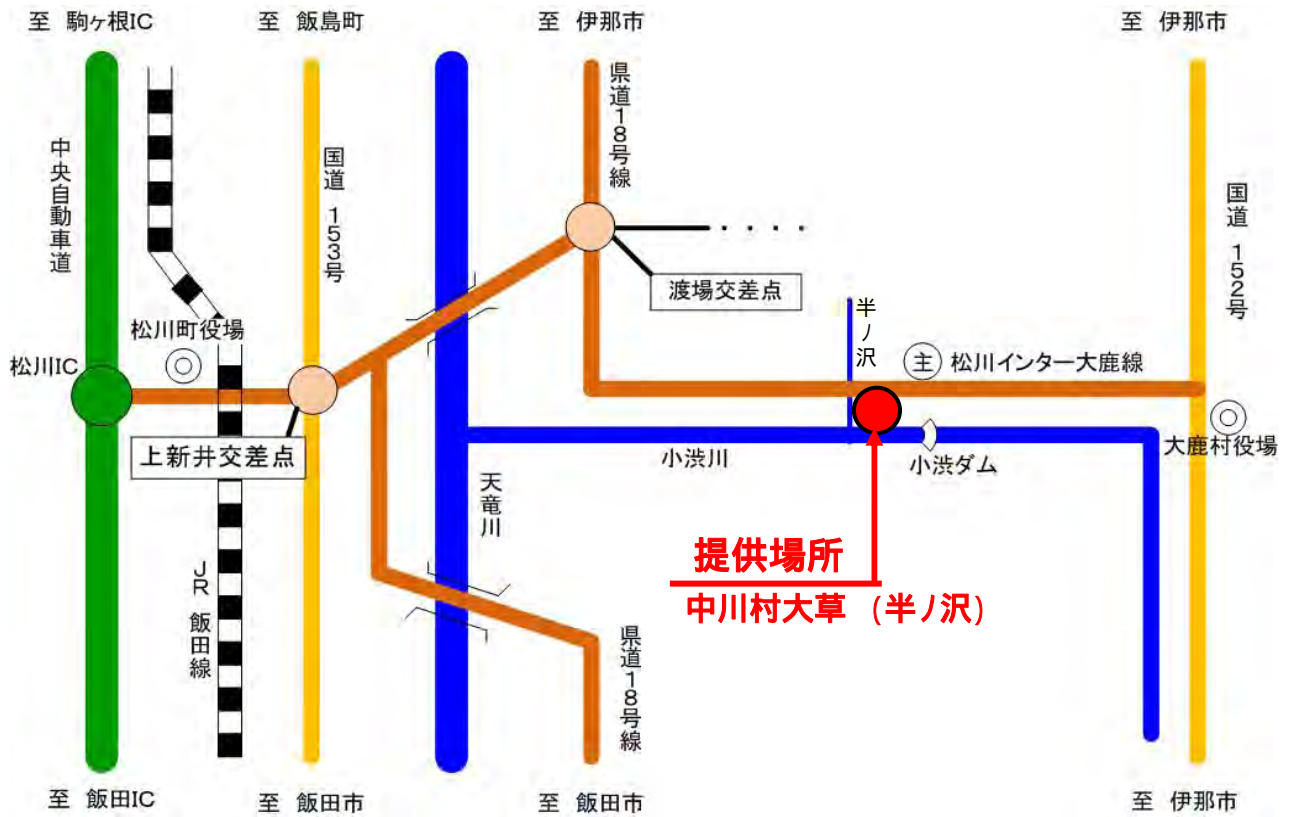 至 駒ヶ根IC
至 飯島町
至 伊那市
至 伊那市
中央自動車道
国道 153号
県道18号線
国道 152号
渡場交差点
半ノ沢
松川町役場
松川IC
主 松川インター大鹿線
上新井交差点
小渋川
小渋ダム
大鹿村役場
天竜川
提供場所
中川村大草 (半ノ沢)
JR 飯田線
県道18号線
至 飯田IC
至 飯田市
至 飯田市
至 伊那市